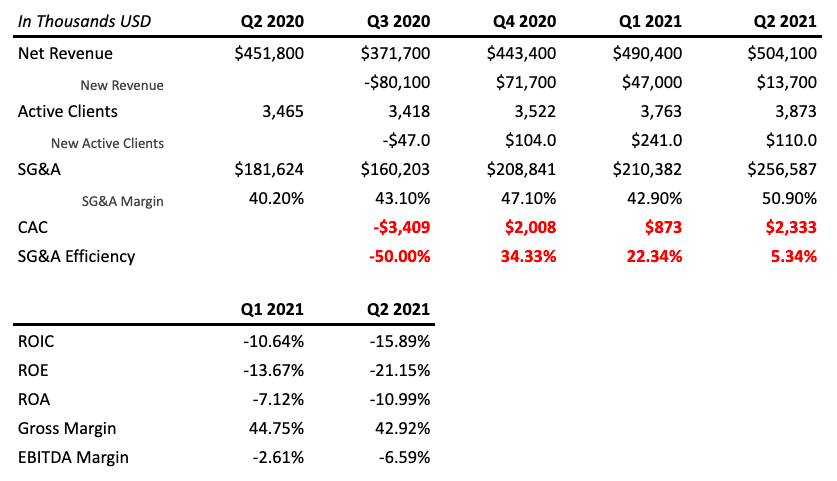 In Thousands USD Q2 2020 Q3 2020 Q4 2020 Q1 2021 Q2 2021
Net Revenue $451,800 $371,700 $443,400 $490,400 $504,100
New Revenue -$80,100 $71,700 $47,000 $13,700
Active Clients 3,465 3,418 3,522 3,763 3,873
New Active Clients -$47.0 $104.0 $241.0 $110.0
SG&A $181,624 $160,203 $208,841 $210,382 $256,587
SG&A Margin 40.20% 43.10% 47.10% 42.90% 50.90%
CAC -$3,409 $2,008 $873 $2,333
SG&A Efficiency -50.00% 34.33% 22.34% 5.34%
Q1 2021 Q2 2021
ROIC -10.64% -15.89%
ROE -13.67% -21.15%
ROA -7.12% -10.99%
Gross Margin 44.75% 42.92%
EBITDA Margin -2.61% -6.59%